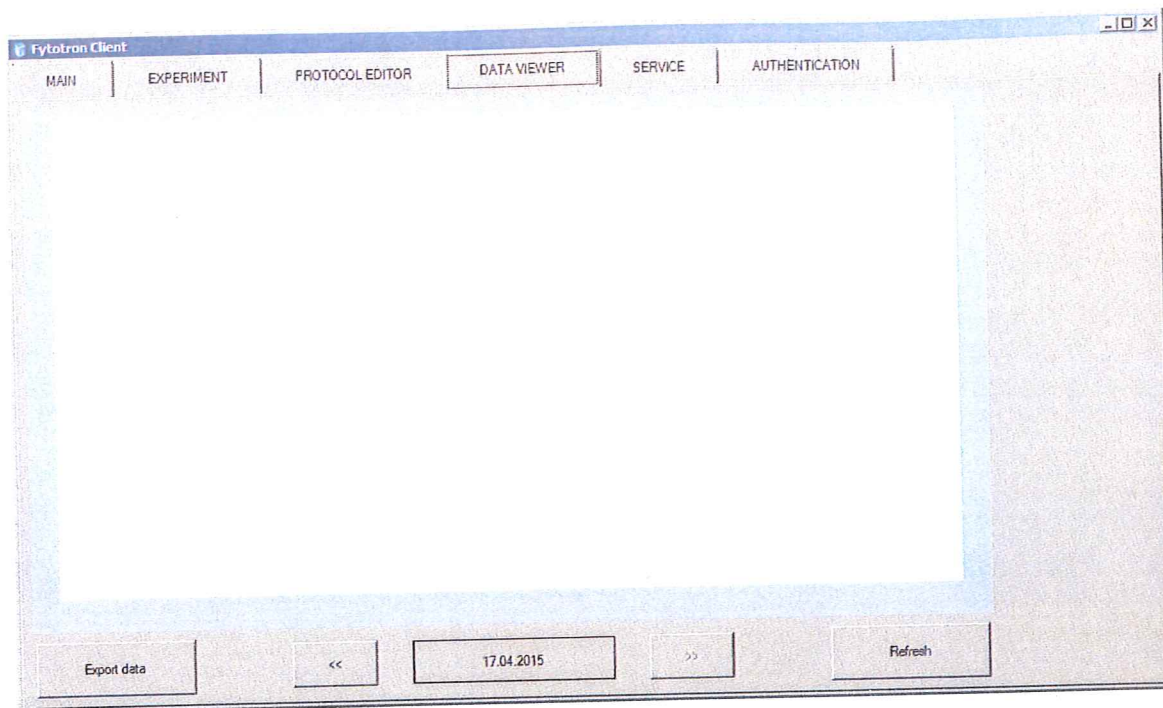 Fytotron Client
MAIN EXPERIMENT PROTOCOL EDITOR DATA VIEWER SERVICE AUTHENTICATION
Export data << 17.04.2015 >> Refresh